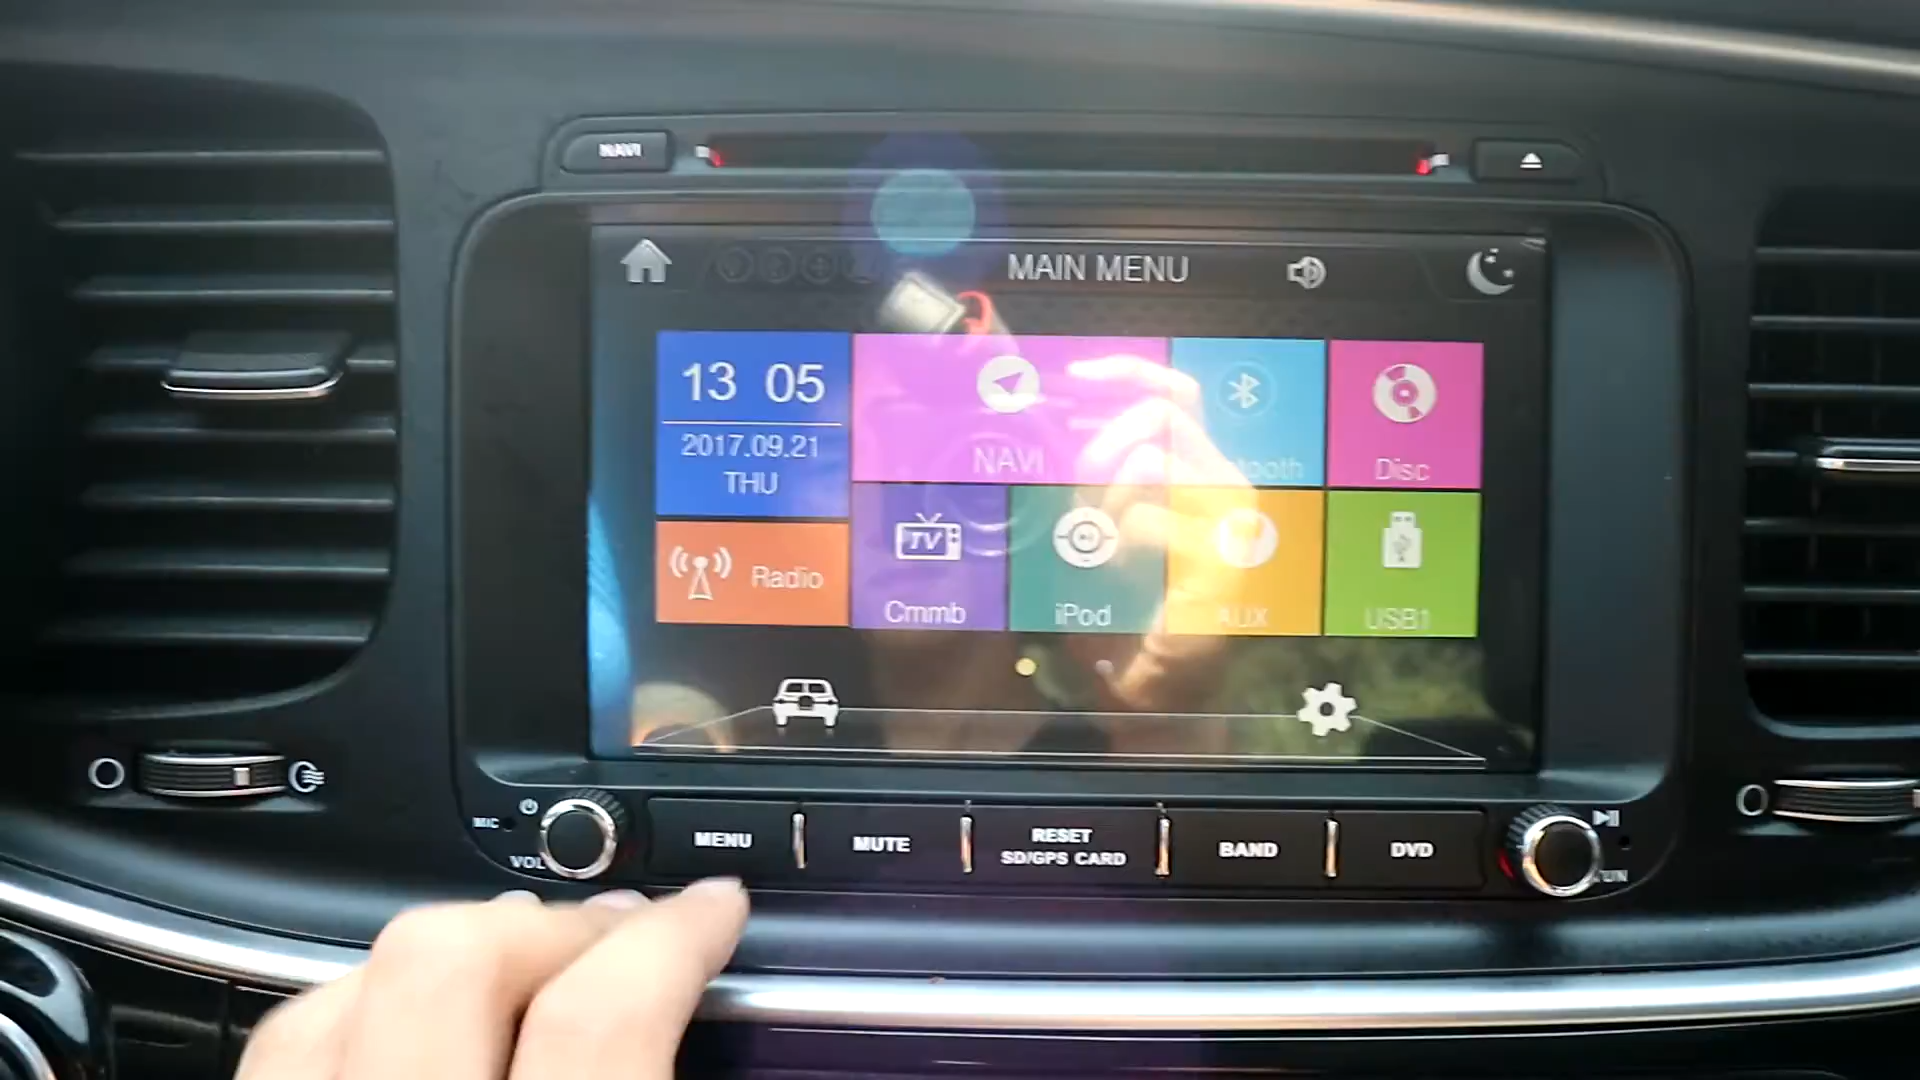 NAVI
MAIN MENU
13 05
2017.09.21
THU
NAVI
Disc
Radio
TV
Cmmb
iPod
AUX
USB1
MIC
VOL
MENU
MUTE
RESET
SD/GPS CARD
BAND
DVD